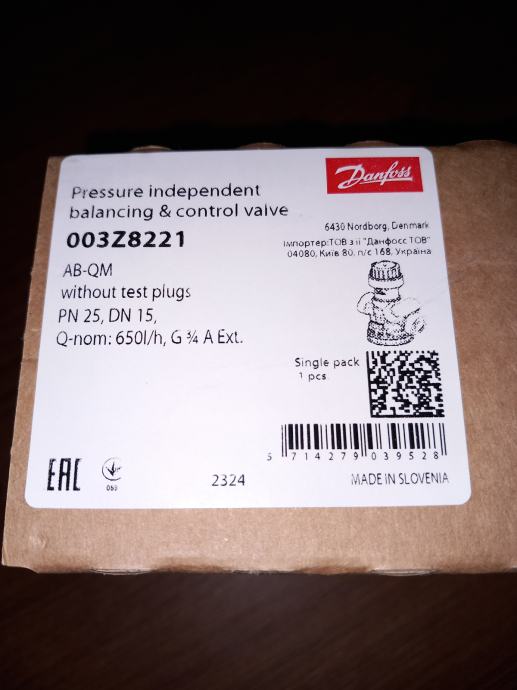 Danfoss
Pressure independent
balancing & control valve
003Z8221
AB-QM
without test plugs
PN 25, DN 15,
Q-nom: 650l/h, G ¾ A Ext.
6430 Nordborg, Denmark
Імпортер:ТОВ з іі "Данфосс ТОВ"
04080, Київ 80, п/с 168, Україна
Single pack
1 pcs.
5 714279 039528
EAC
069
2324
MADE IN SLOVENIA